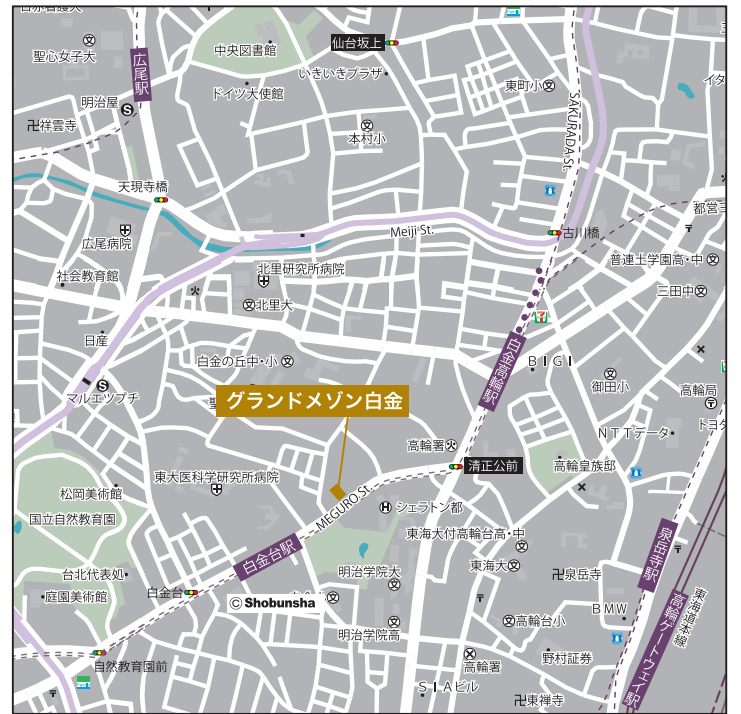 聖心女子大
中央図書館
仙台坂上
広尾駅
いきいきプラザ
ドイツ大使館
東町小
イタ
明治屋
S
卍祥雲寺
本村小
SAKURADA St.
天現寺橋
都営三
Meiji St.
古川橋
広尾病院
普連土学園高・中
社会教育館
北里研究所病院
三田中
北里大
7
日産
白金高輪駅
白金の丘中・小
BIGI
御田小
S
マルエツプチ
グランドメゾン白金
高輪局
トヨタ
NTTデータ
高輪署
清正公前
高輪皇族邸
東大医科学研究所病院
松岡美術館
MEGURO St.
H シェラトン都
国立自然教育園
東海大付高輪台高・中
泉岳寺駅
白金台駅
東海大
明治学院大
台北代表処
卍泉岳寺
白金台
庭園美術館
© Shobunsha
BMW
東海道本線
高輪ゲートウェイ駅
高輪台小
明治学院高
自然教育園前
高輪署
野村証券
SIAビル
卍東禅寺